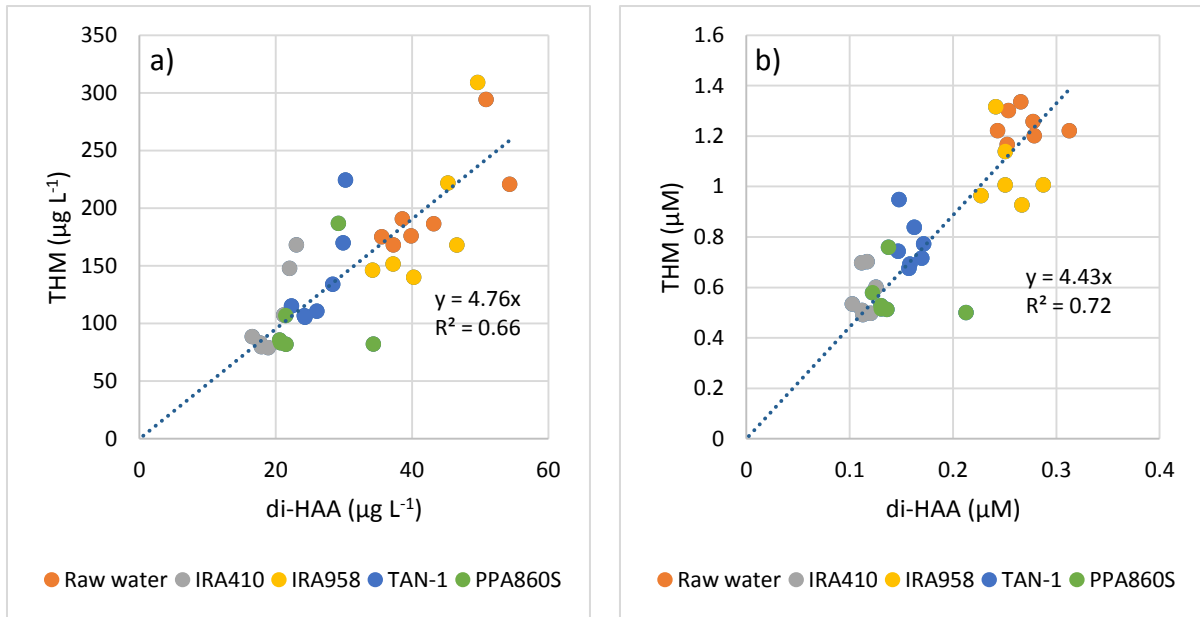 a)
350
300
250
200
150
100
50
0
THM (µg L-1)
y = 4.76x
R² = 0.66
0 20 40 60
di-HAA (µg L-1)
Raw water IRA410 IRA958 TAN-1 PPA860S
b)
1.6
1.4
1.2
1
0.8
0.6
0.4
0.2
0
THM (µM)
y = 4.43x
R² = 0.72
0 0.1 0.2 0.3 0.4
di-HAA (µM)
Raw water IRA410 IRA958 TAN-1 PPA860S